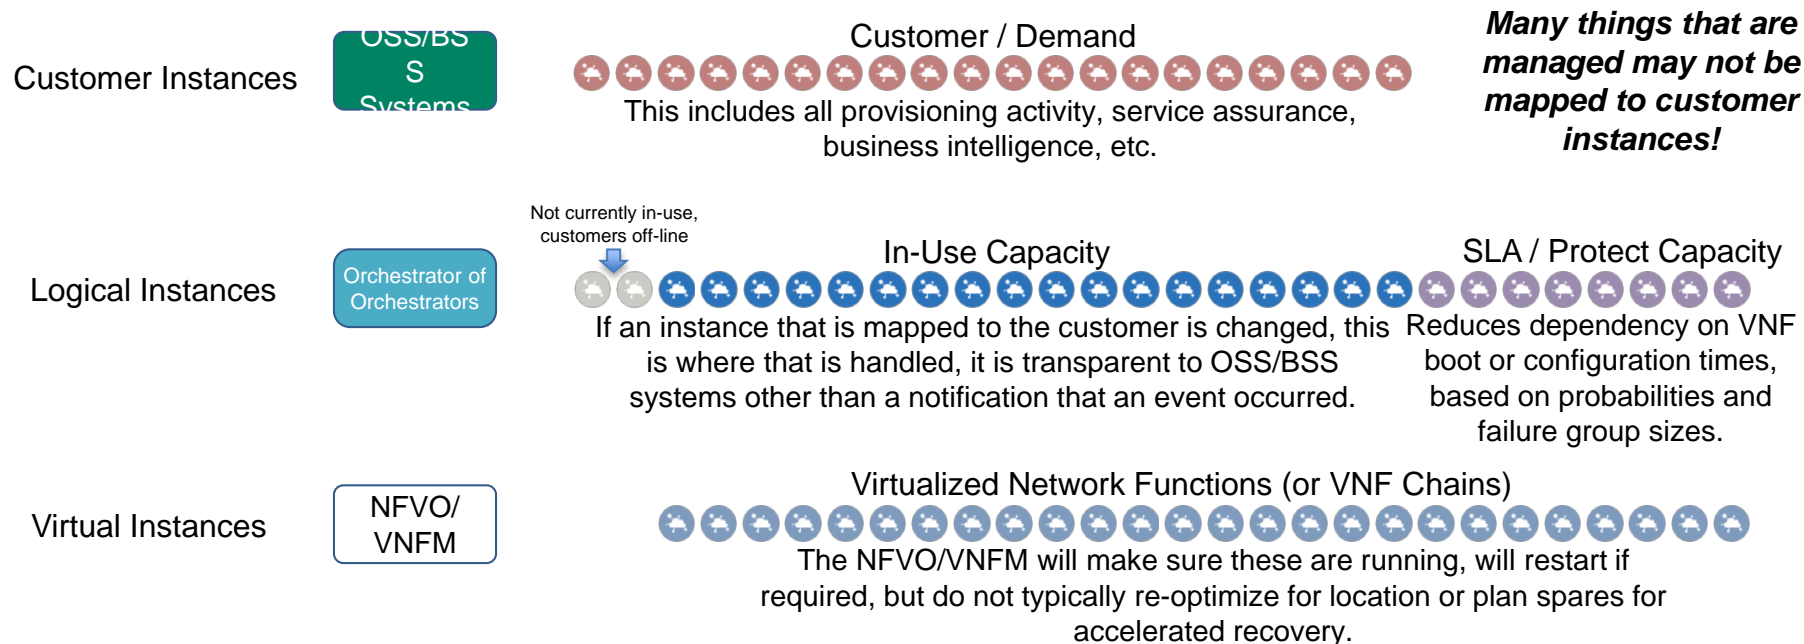 Customer Instances
OSS/BS
S
Systems
Customer / Demand
This includes all provisioning activity, service assurance,
business intelligence, etc.
Many things that are
managed may not be
mapped to customer
instances!
Logical Instances
Orchestrator of
Orchestrators
Not currently in-use,
customers off-line
In-Use Capacity
If an instance that is mapped to the customer is changed, this
is where that is handled, it is transparent to OSS/BSS
systems other than a notification that an event occurred.
SLA / Protect Capacity
Reduces dependency on VNF
boot or configuration times,
based on probabilities and
failure group sizes.
Virtual Instances
NFVO/
VNFM
Virtualized Network Functions (or VNF Chains)
The NFVO/VNFM will make sure these are running, will restart if
required, but do not typically re-optimize for location or plan spares for
accelerated recovery.